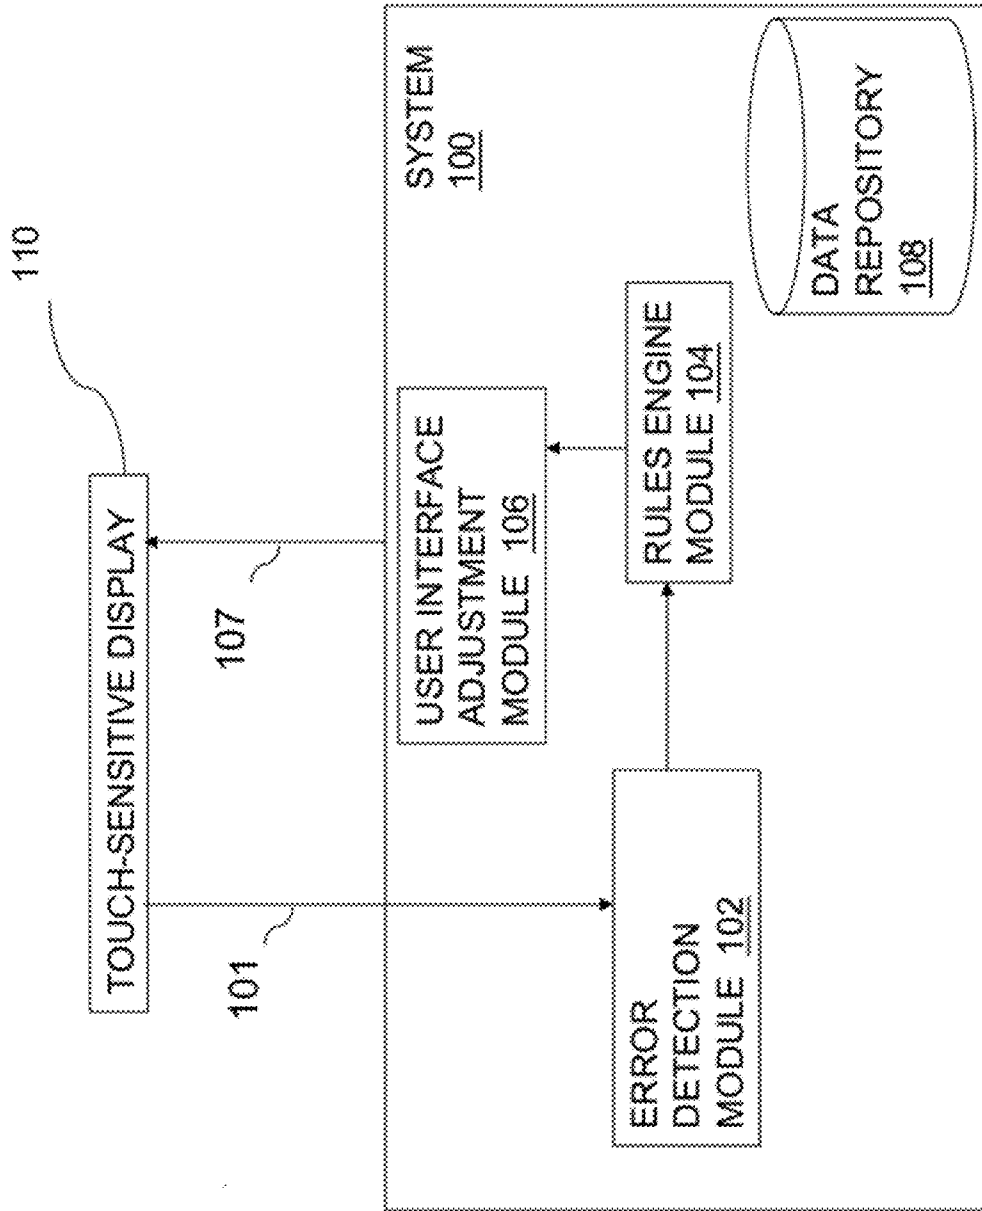 110
TOUCH-SENSITIVE DISPLAY
101
107
SYSTEM
100
USER INTERFACE
ADJUSTMENT
MODULE 106
ERROR
DETECTION
MODULE 102
RULES ENGINE
MODULE 104
DATA
REPOSITORY
108